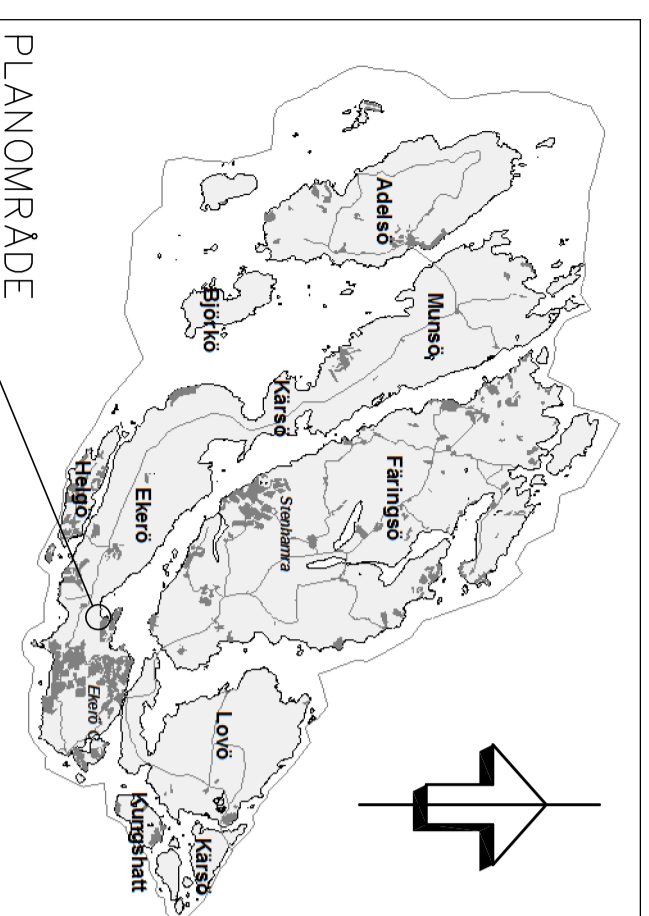 PLANOMRÅDE
Adelsö
Björkö
Munsö
Kärsö
Färingsö
Stenhamra
Helgö
Ekerö
Ekerö C
Lovö
Kungshatt
Kärsö